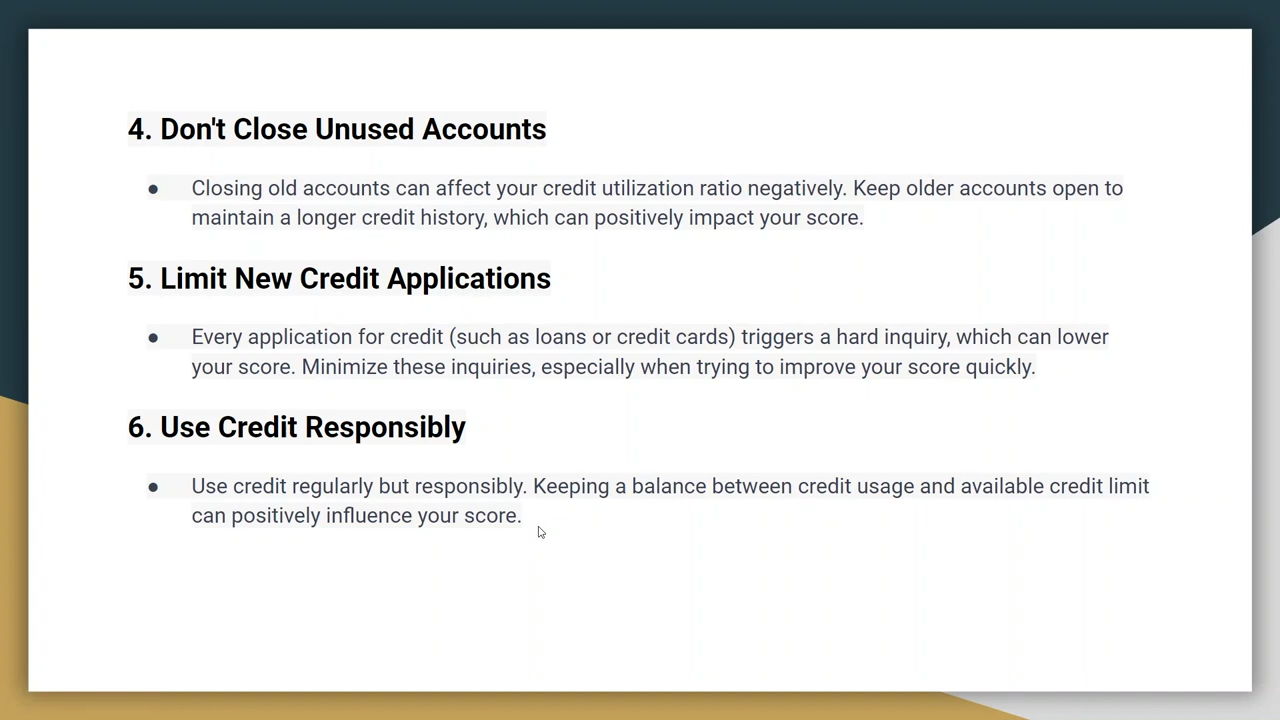 4. Don't Close Unused Accounts
● Closing old accounts can affect your credit utilization ratio negatively. Keep older accounts open to
maintain a longer credit history, which can positively impact your score.
5. Limit New Credit Applications
● Every application for credit (such as loans or credit cards) triggers a hard inquiry, which can lower
your score. Minimize these inquiries, especially when trying to improve your score quickly.
6. Use Credit Responsibly
● Use credit regularly but responsibly. Keeping a balance between credit usage and available credit limit
can positively influence your score.